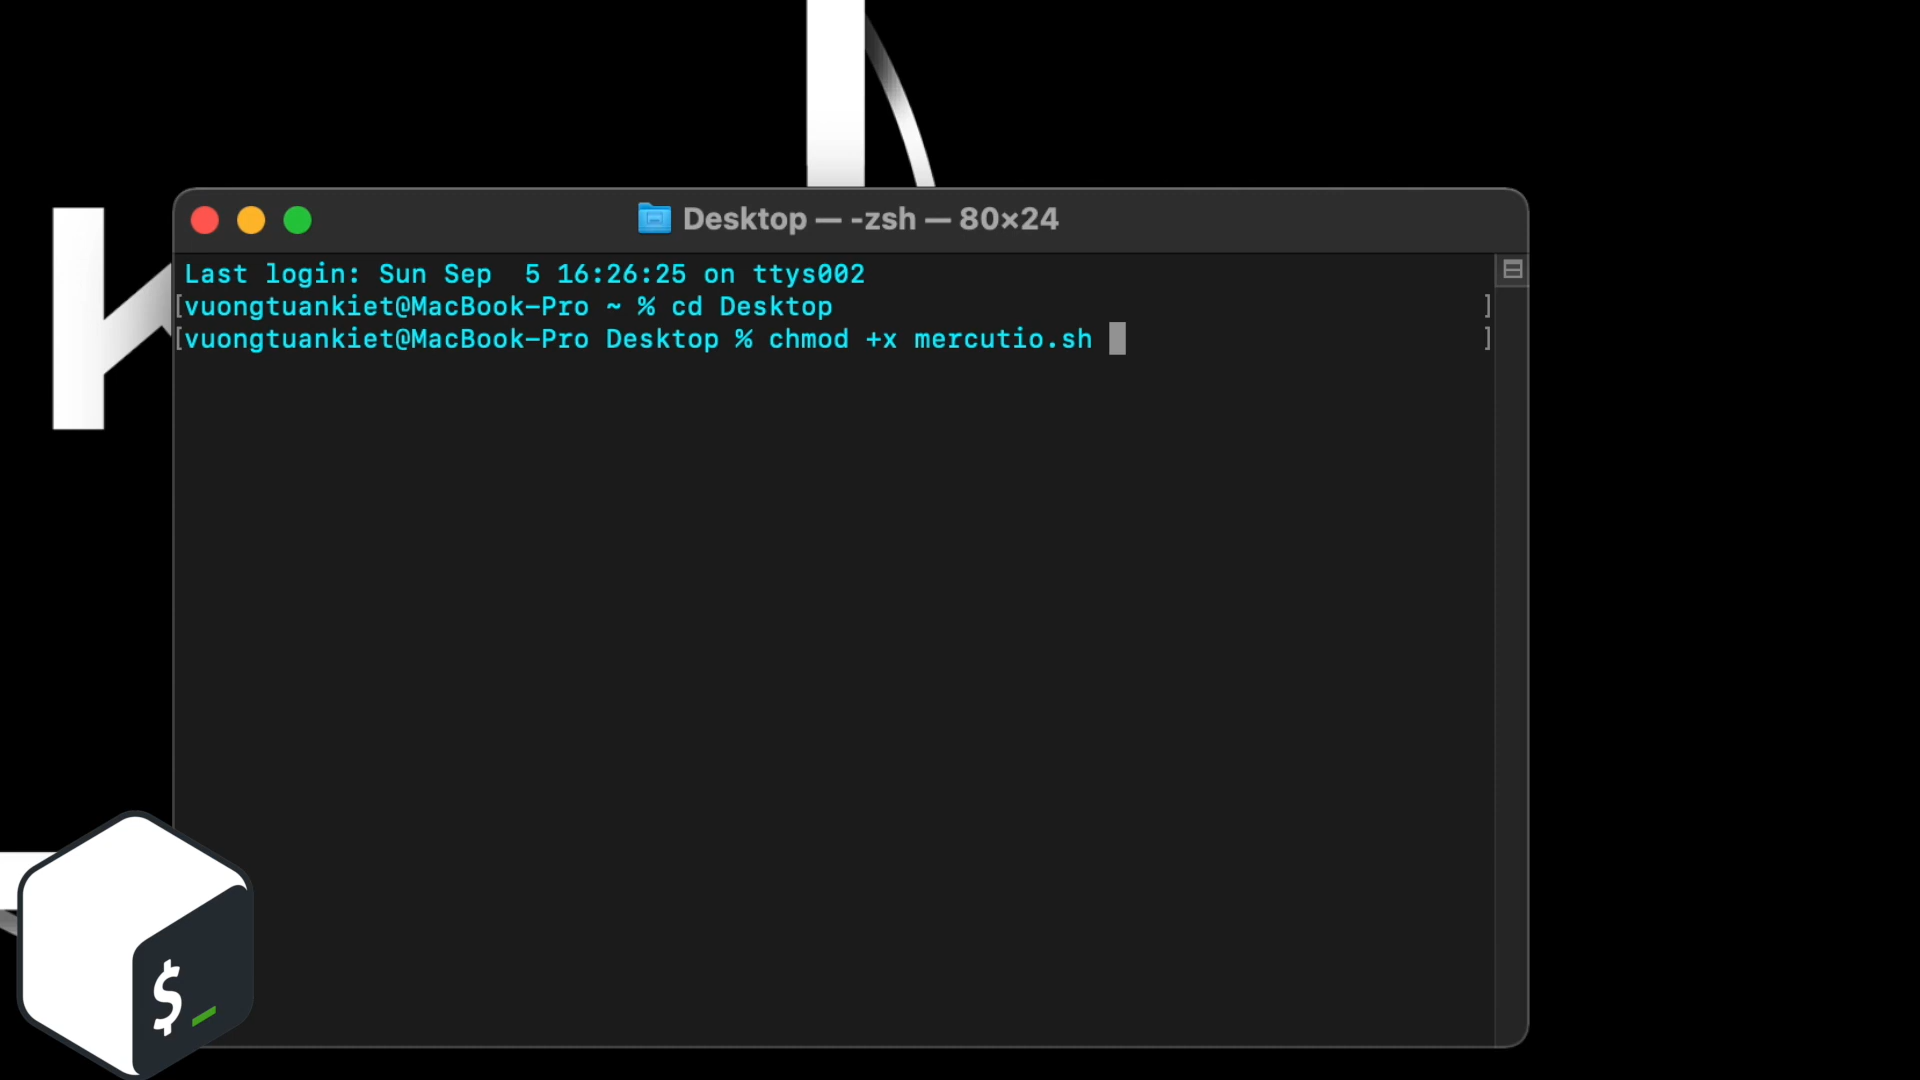 Desktop — -zsh — 80×24
Last login: Sun Sep  5 16:26:25 on ttys002
[vuongtuankiet@MacBook-Pro ~ % cd Desktop ]
[vuongtuankiet@MacBook-Pro Desktop % chmod +x mercutio.sh ]
$_